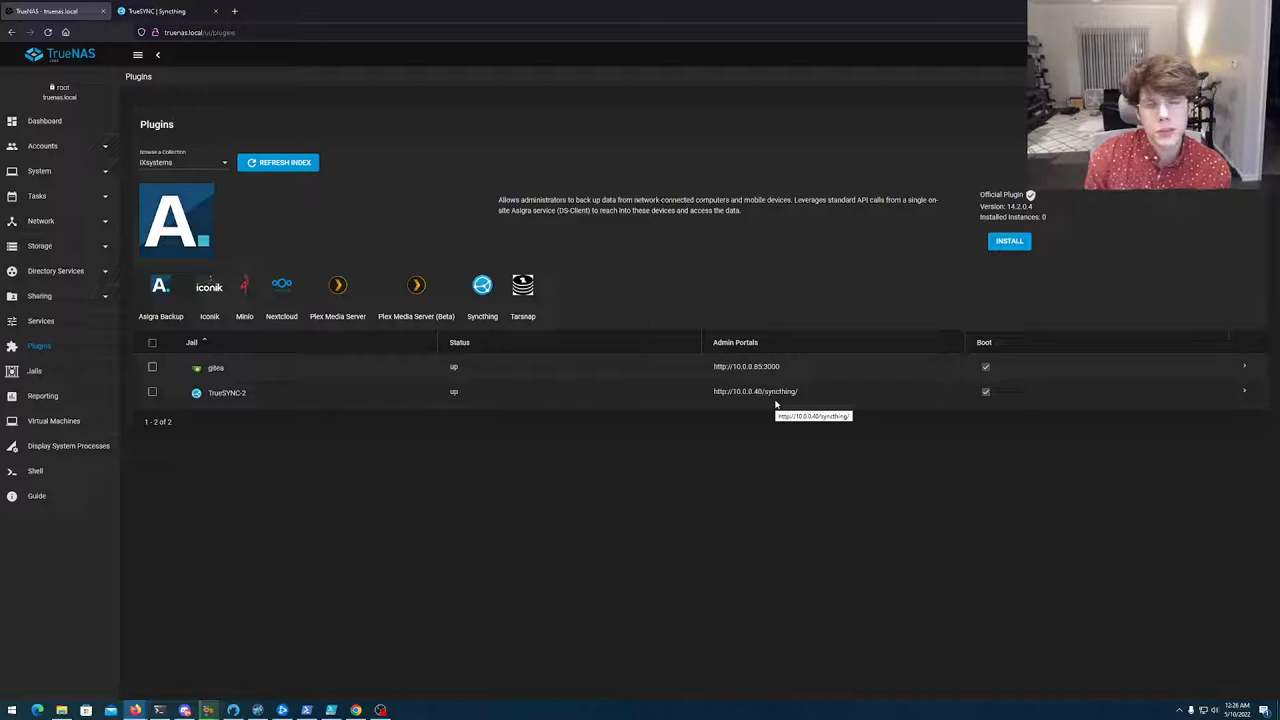 TrueNAS - truenas.local
TrueSYNC | Syncthing
truenas.local/ui/plugins
TrueNAS
CORE
root
truenas.local
Dashboard
Accounts
System
Tasks
Network
Storage
Directory Services
Sharing
Services
Plugins
Jails
Reporting
Virtual Machines
Display System Processes
Shell
Guide
Plugins
Plugins
Browse a Collection
iXsystems
REFRESH INDEX
A.
Allows administrators to back up data from network-connected computers and mobile devices. Leverages standard API calls from a single on-
site Asigra service (DS-Client) to reach into these devices and access the data.
Official Plugin
Version: 14.2.0.4
Installed Instances: 0
INSTALL
A.
iconik
Asigra Backup
Iconik
Minio
Nextcloud
Plex Media Server
Plex Media Server (Beta)
Syncthing
Tarsnap
Jail Status Admin Portals Boot
gitea up http://10.0.0.85:3000
TrueSYNC-2 up http://10.0.0.40/syncthing/
http://10.0.0.40/syncthing/
1 - 2 of 2
12:26 AM
5/10/2022